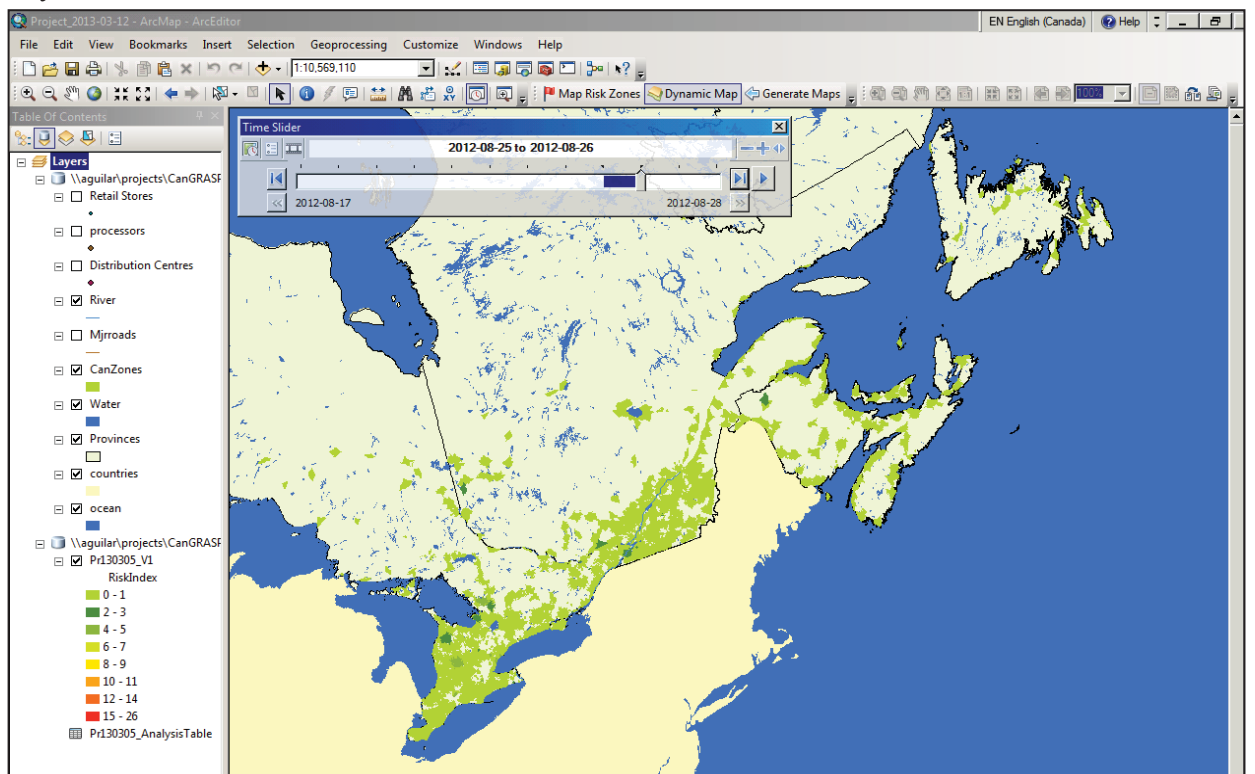 Project_2013-03-12 - ArcMap - ArcEditor
EN English (Canada) Help
File Edit View Bookmarks Insert Selection Geoprocessing Customize Windows Help
1:10,569,110
Map Risk Zones Dynamic Map Generate Maps 100%
Table Of Contents
Time Slider
2012-08-25 to 2012-08-26
2012-08-17 2012-08-28
Layers
\\aguilar\projects\CanGRASP
Retail Stores
processors
Distribution Centres
River
Mjrroads
CanZones
Water
Provinces
countries
ocean
\\aguilar\projects\CanGRASP
Pr130305_V1
RiskIndex
0 - 1
2 - 3
4 - 5
6 - 7
8 - 9
10 - 11
12 - 14
15 - 26
Pr130305_AnalysisTable